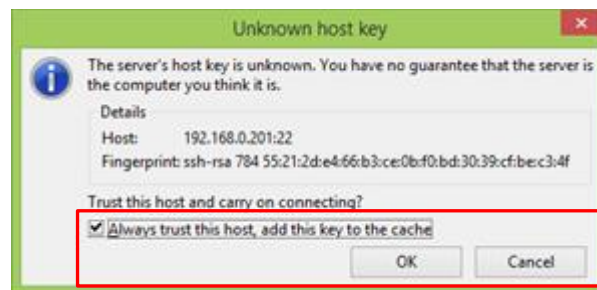 Unknown host key
The server's host key is unknown. You have no guarantee that the server is
the computer you think it is.
Details
Host: 192.168.0.201:22
Fingerprint: ssh-rsa 784 55:21:2d:e4:66:b3:ce:0b:f0:bd:30:39:cf:be:c3:4f
Trust this host and carry on connecting?
Always trust this host, add this key to the cache
OK Cancel